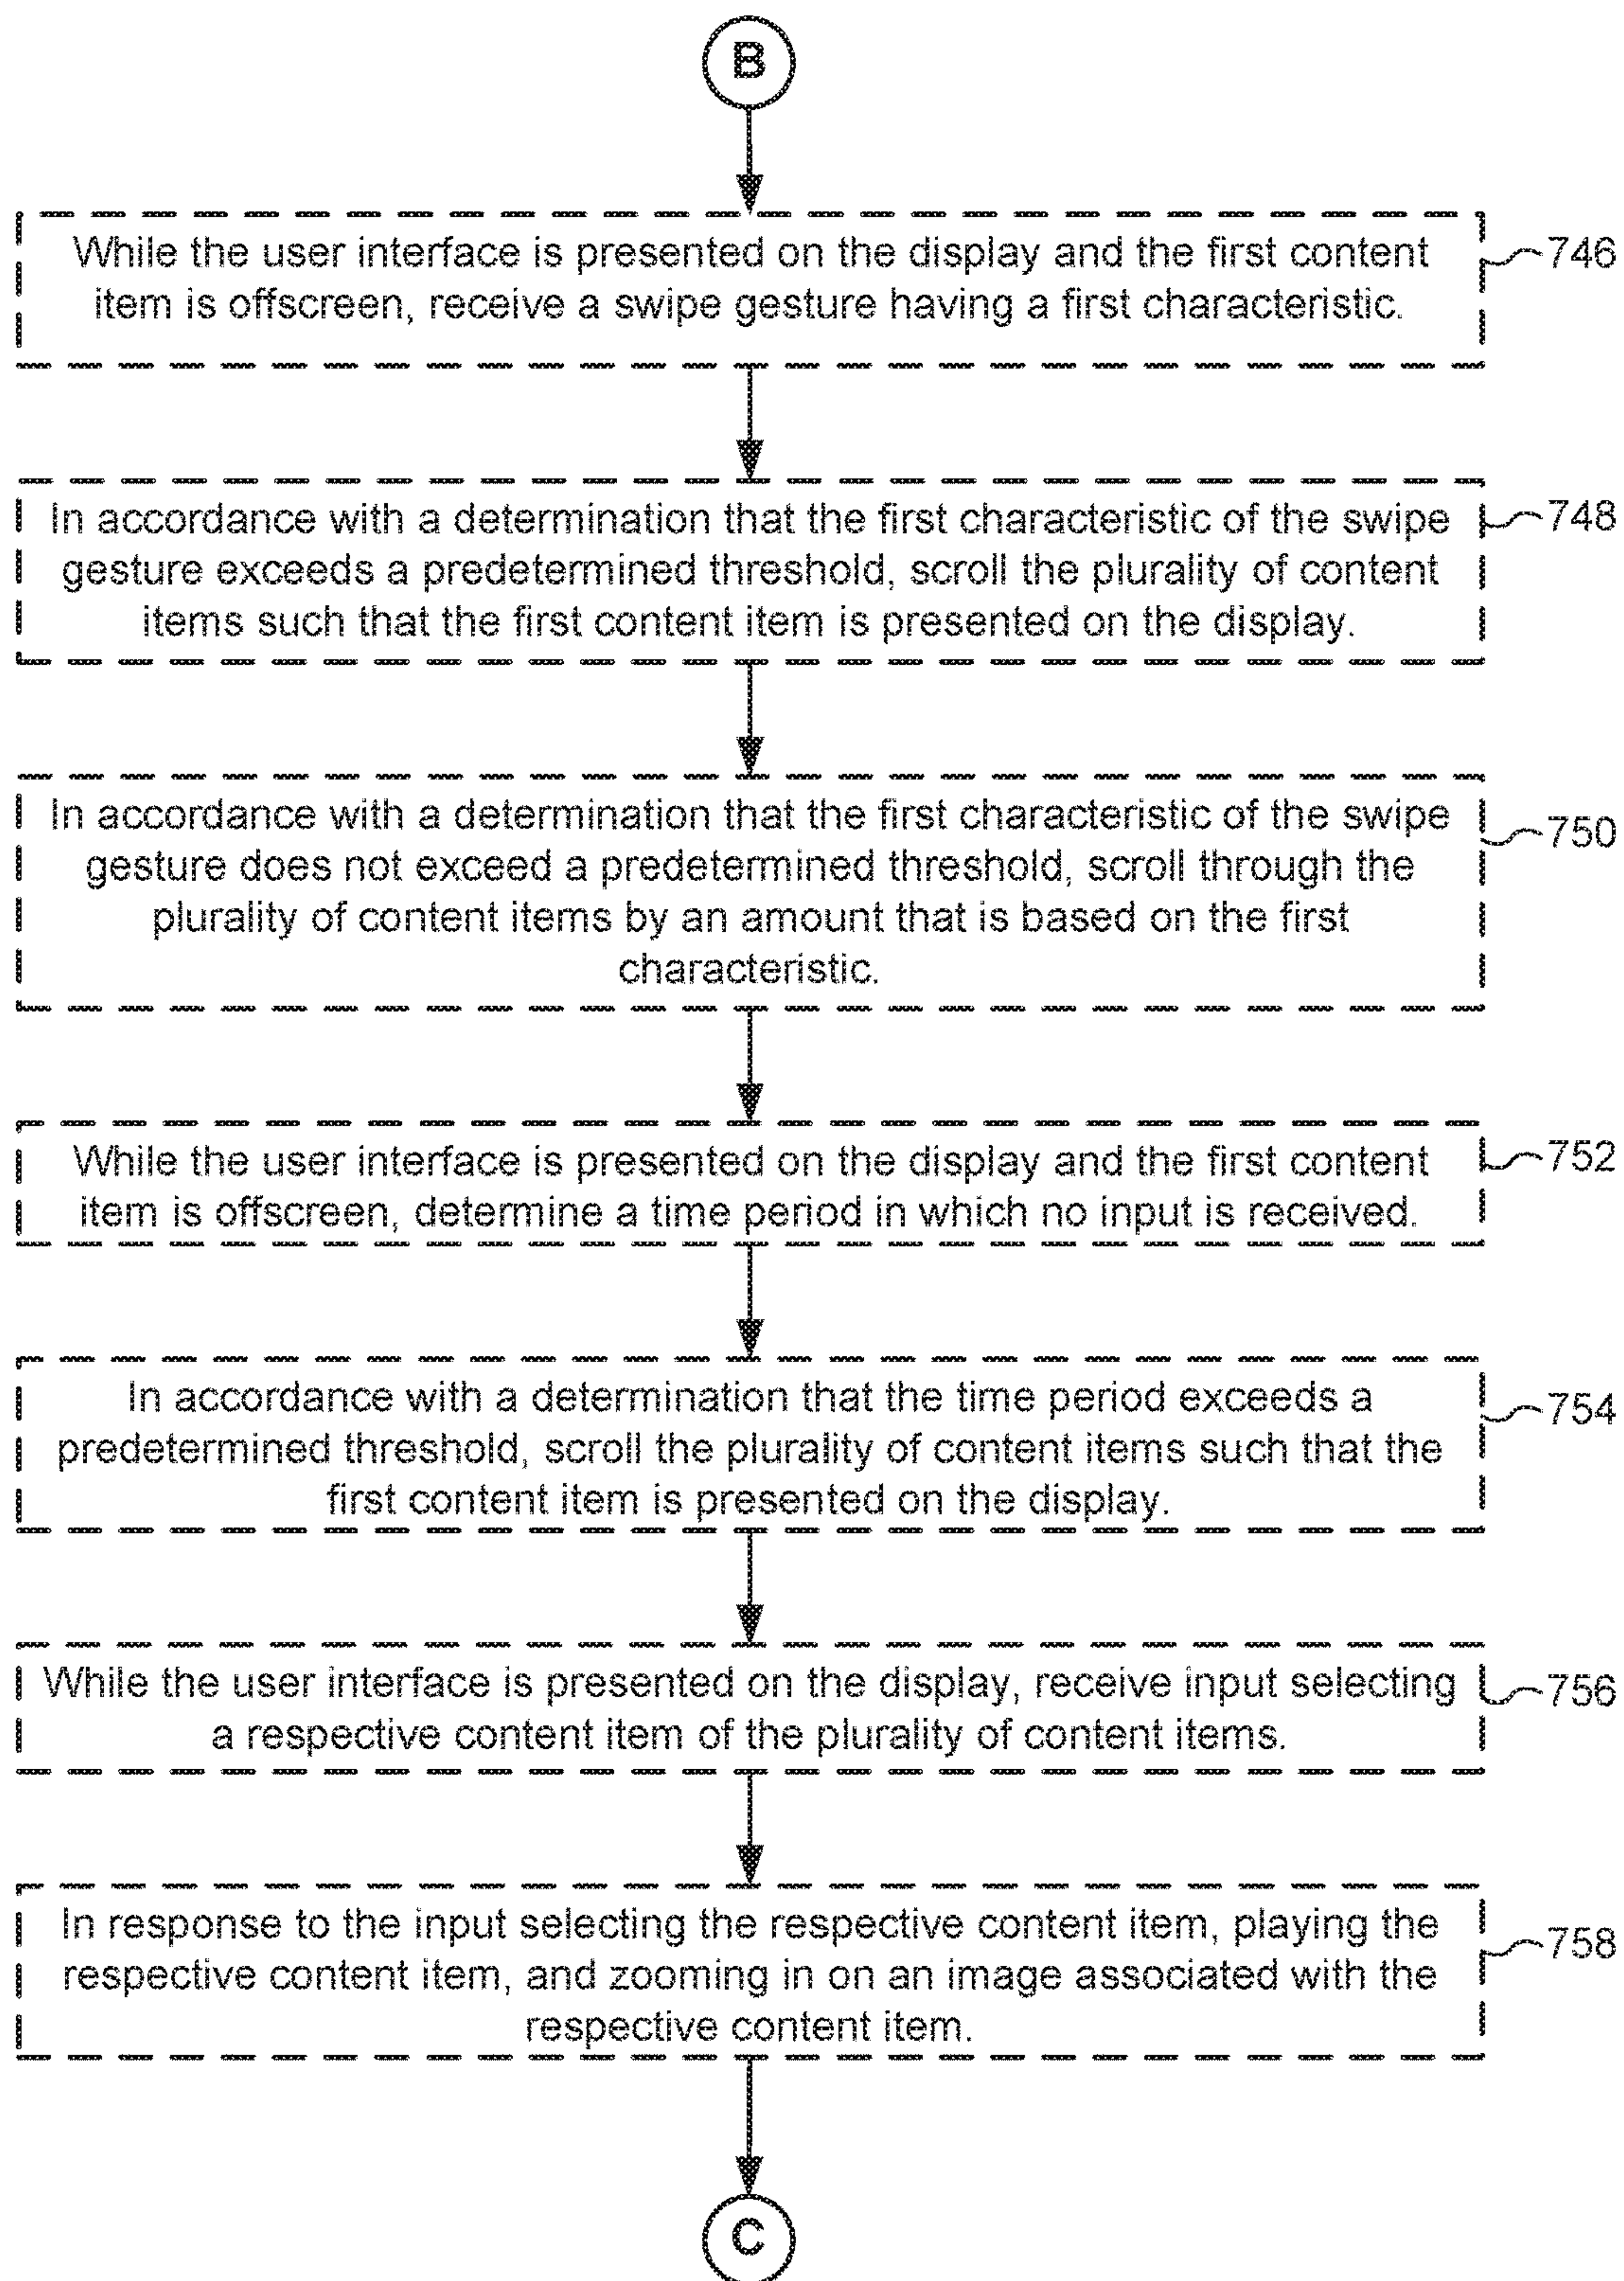 B
While the user interface is presented on the display and the first content
item is offscreen, receive a swipe gesture having a first characteristic.
746
In accordance with a determination that the first characteristic of the swipe
gesture exceeds a predetermined threshold, scroll the plurality of content
items such that the first content item is presented on the display.
748
In accordance with a determination that the first characteristic of the swipe
gesture does not exceed a predetermined threshold, scroll through the
plurality of content items by an amount that is based on the first
characteristic.
750
While the user interface is presented on the display and the first content
item is offscreen, determine a time period in which no input is received.
752
In accordance with a determination that the time period exceeds a
predetermined threshold, scroll the plurality of content items such that the
first content item is presented on the display.
754
While the user interface is presented on the display, receive input selecting
a respective content item of the plurality of content items.
756
In response to the input selecting the respective content item, playing the
respective content item, and zooming in on an image associated with the
respective content item.
758
C